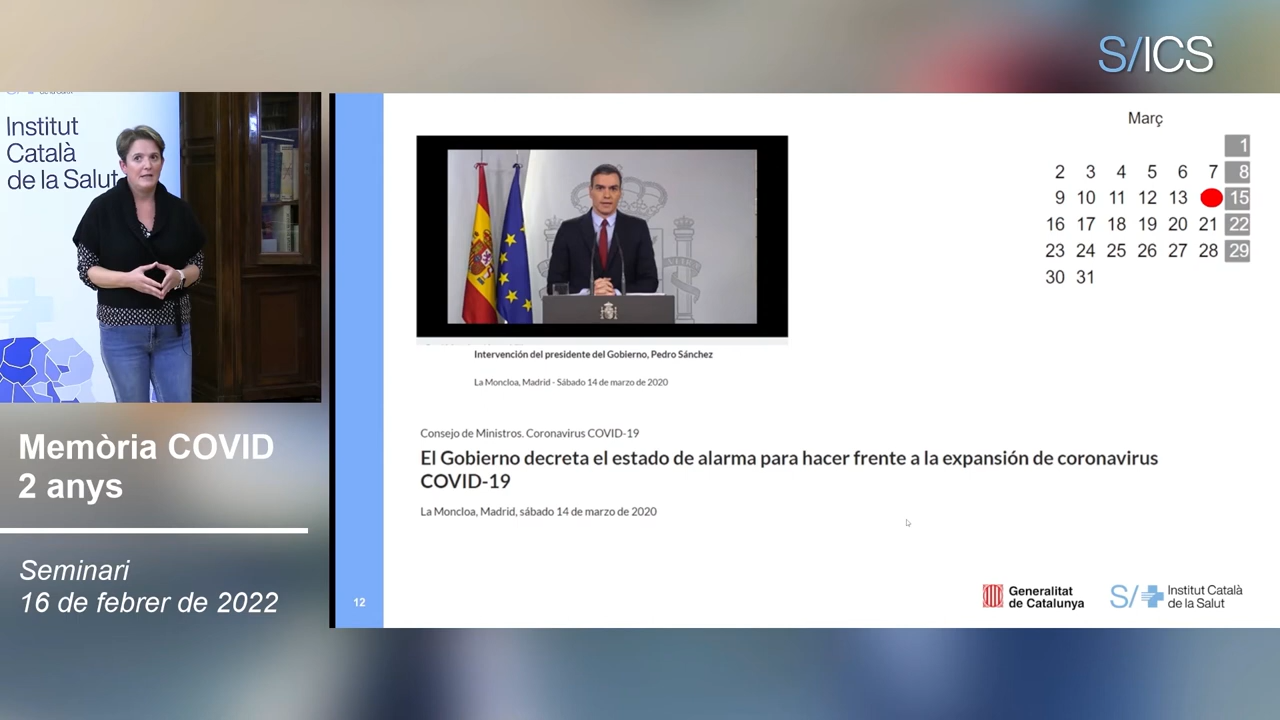 S/ICS
Institut
Català
de la Salut
Memòria COVID
2 anys
Seminari
16 de febrer de 2022
Març
1
2 3 4 5 6 7 8
9 10 11 12 13 15
16 17 18 19 20 21 22
23 24 25 26 27 28 29
30 31
Intervención del presidente del Gobierno, Pedro Sánchez
La Moncloa, Madrid - Sábado 14 de marzo de 2020
Consejo de Ministros. Coronavirus COVID-19
El Gobierno decreta el estado de alarma para hacer frente a la expansión de coronavirus
COVID-19
La Moncloa, Madrid, sábado 14 de marzo de 2020
12
Generalitat
de Catalunya
S/
Institut Català
de la Salut